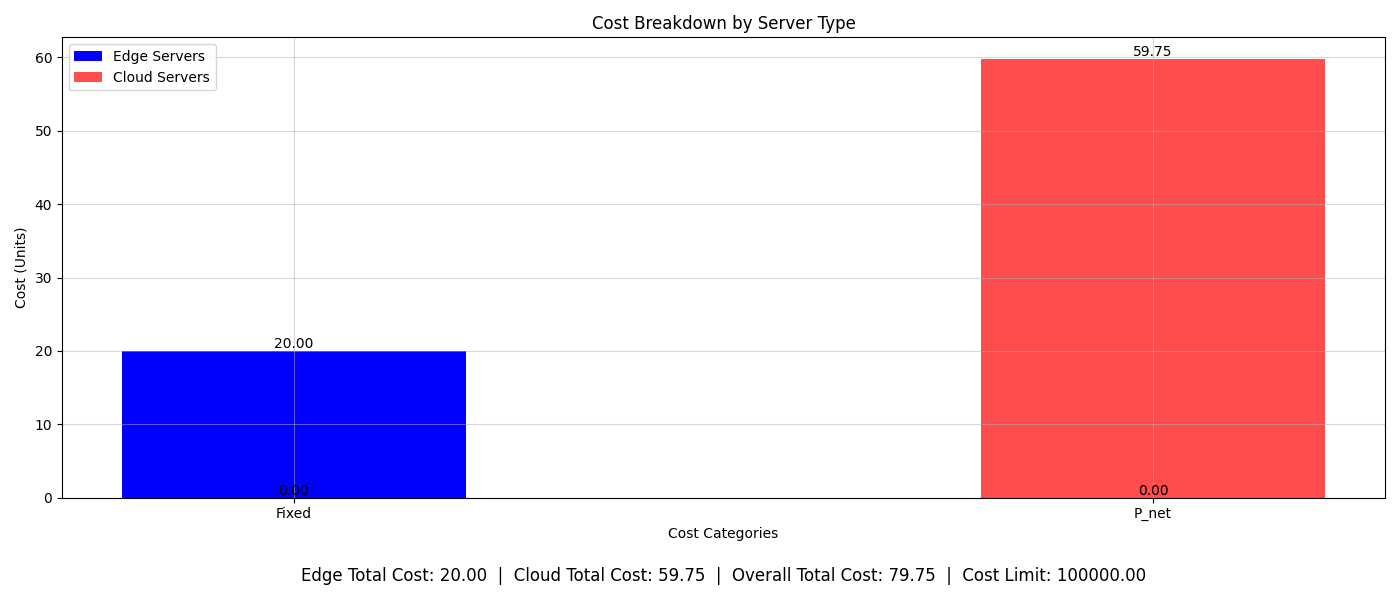 Cost Breakdown by Server Type
Edge Servers
Cloud Servers
Cost (Units)
60
50
40
30
20
10
0
20.00
0.00
59.75
0.00
Fixed
P_net
Cost Categories
Edge Total Cost: 20.00 | Cloud Total Cost: 59.75 | Overall Total Cost: 79.75 | Cost Limit: 100000.00